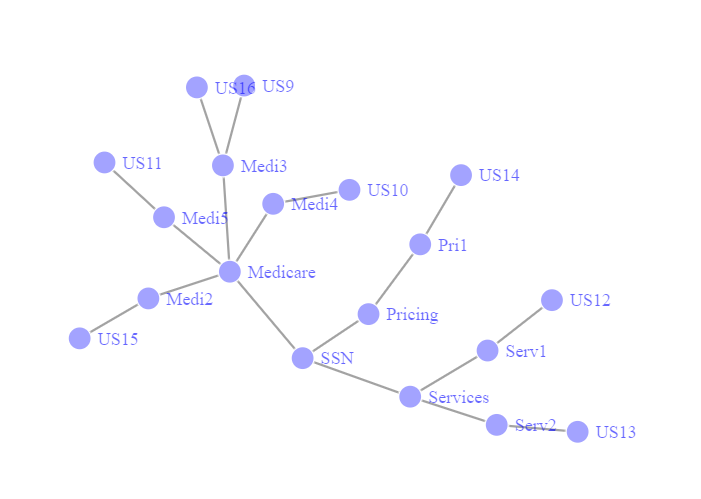 US16
US9
US11
Medi3
US14
US10
Medi4
Medi5
Pri1
Medicare
Medi2
US12
Pricing
US15
Serv1
SSN
Services
Serv2
US13